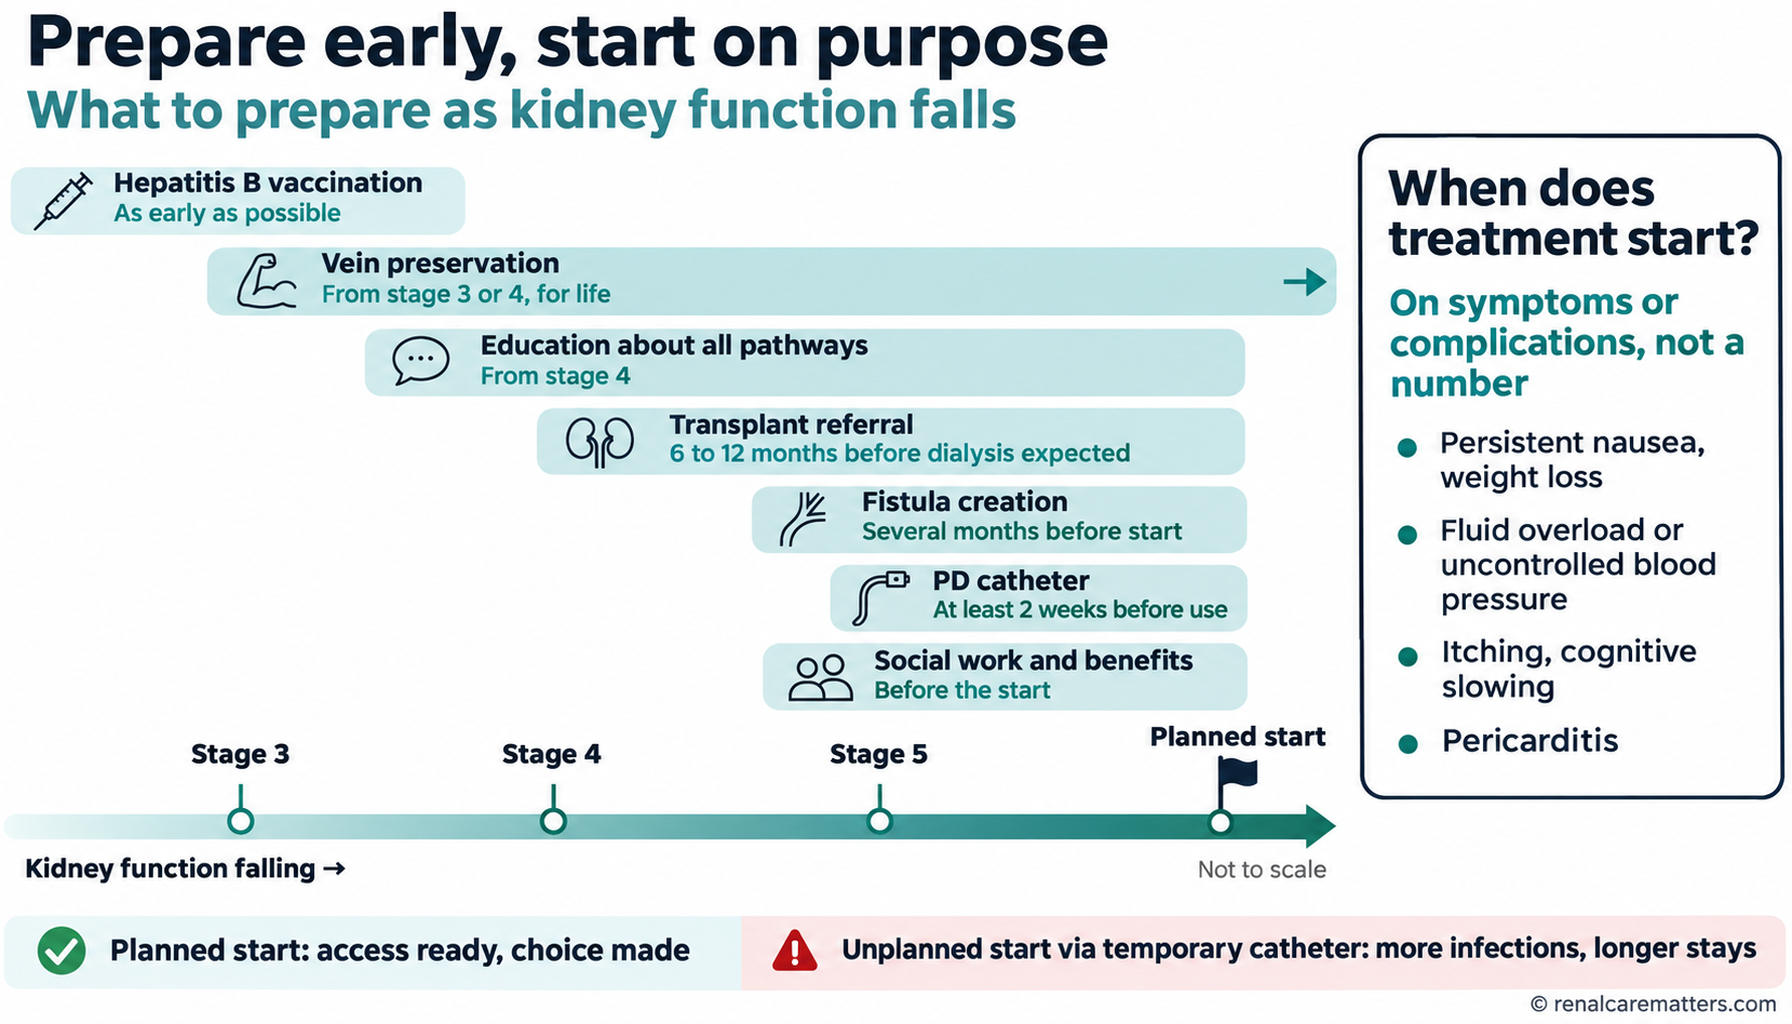 Prepare early, start on purpose
What to prepare as kidney function falls
Hepatitis B vaccination
As early as possible
Vein preservation
From stage 3 or 4, for life
Education about all pathways
From stage 4
Transplant referral
6 to 12 months before dialysis expected
Fistula creation
Several months before start
PD catheter
At least 2 weeks before use
Social work and benefits
Before the start
Stage 3
Stage 4
Stage 5
Planned start
Kidney function falling →
Not to scale
When does
treatment start?
On symptoms or
complications, not a
number
Persistent nausea,
weight loss
Fluid overload or
uncontrolled blood
pressure
Itching, cognitive
slowing
Pericarditis
Planned start: access ready, choice made
Unplanned start via temporary catheter: more infections, longer stays
© renalcarematters.com